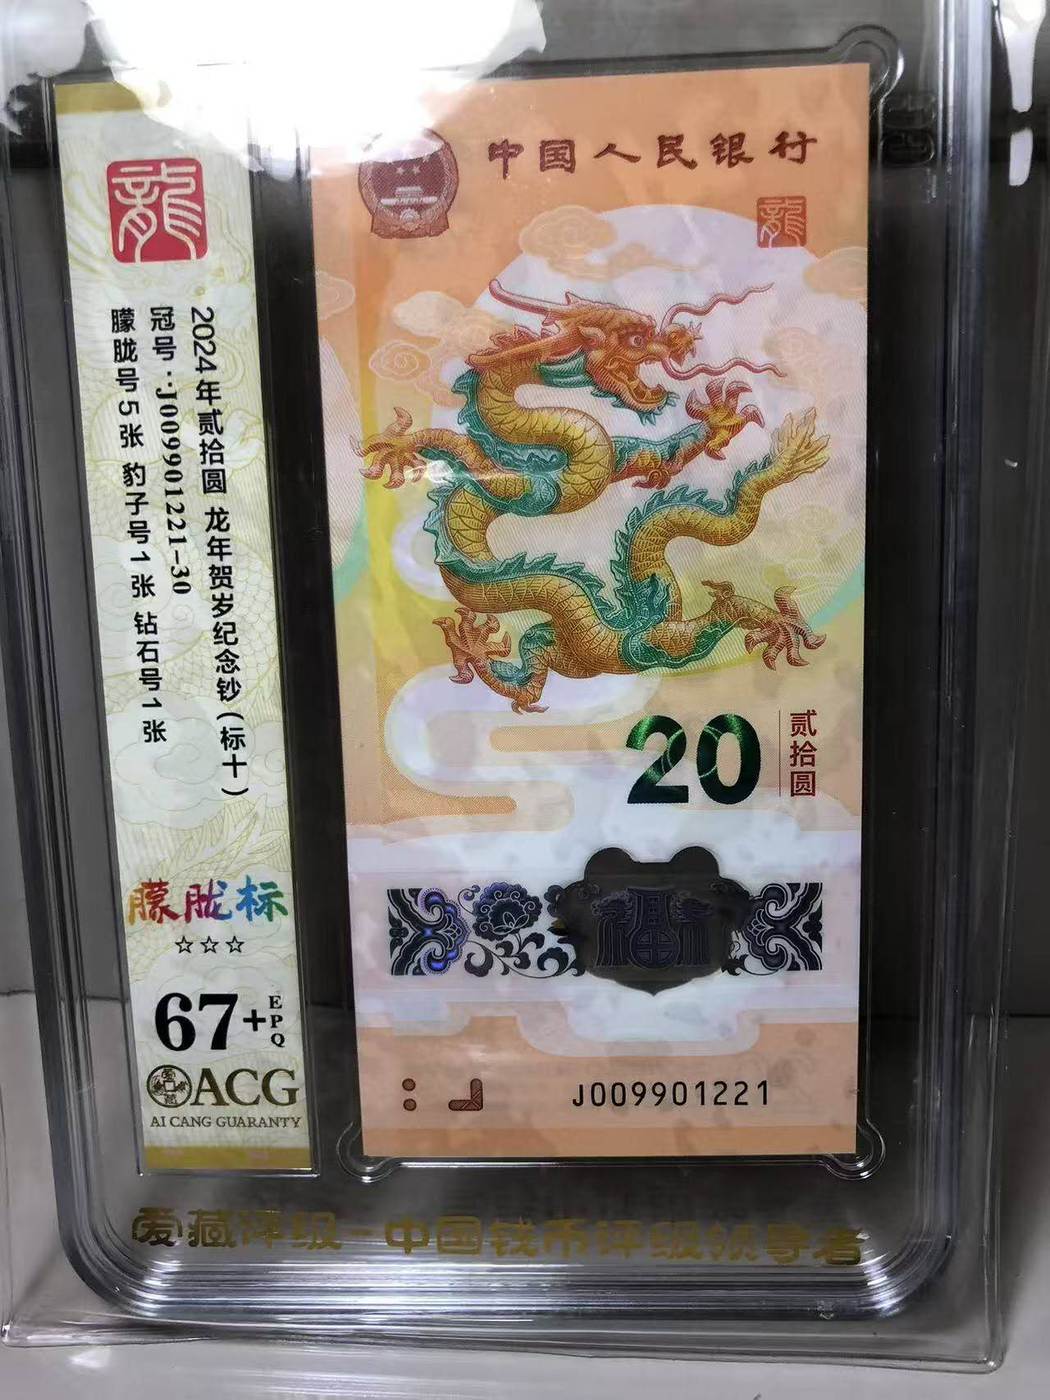 龍
2024年贰拾圆 龙年贺岁纪念钞(标十)
冠号:J009901221-30
朦胧号5张 豹子号1张 钻石号1张
朦胧标
☆☆☆
67+EPQ
ACG
AI CANG GUARANTY
中国人民银行
龍
20
贰拾圆
福
J009901221
爱藏评级-中国钱币评级领导者